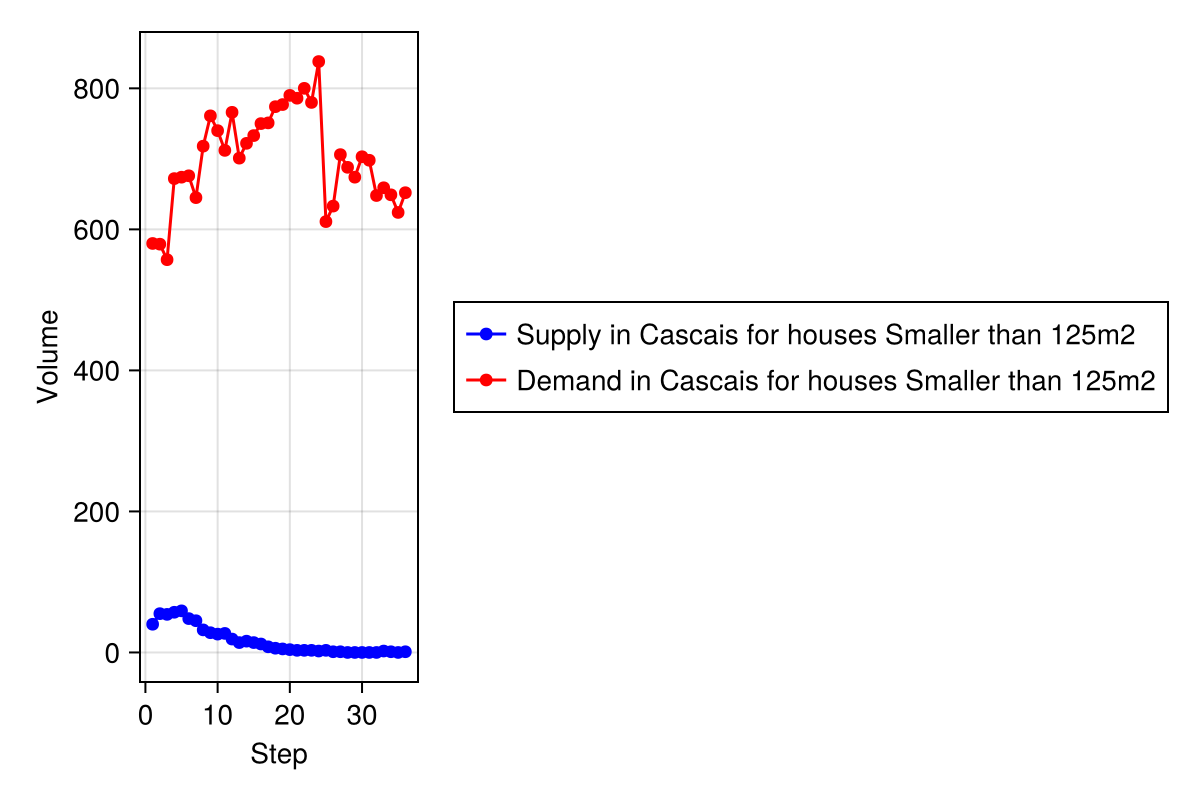 Volume
800
600
400
200
0
0 10 20 30
Step
Supply in Cascais for houses Smaller than 125m2
Demand in Cascais for houses Smaller than 125m2